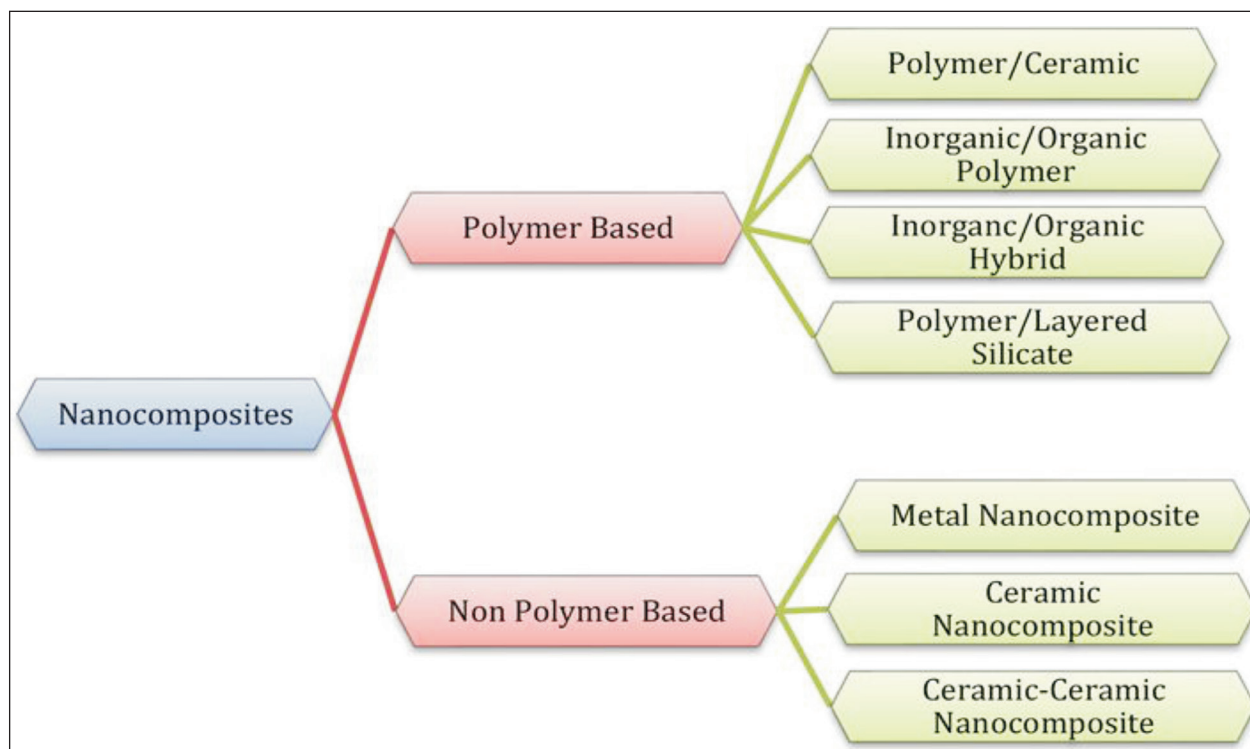 Nanocomposites
Polymer Based
Polymer/Ceramic
Inorganic/Organic
Polymer
Inorganc/Organic
Hybrid
Polymer/Layered
Silicate
Non Polymer Based
Metal Nanocomposite
Ceramic
Nanocomposite
Ceramic-Ceramic
Nanocomposite